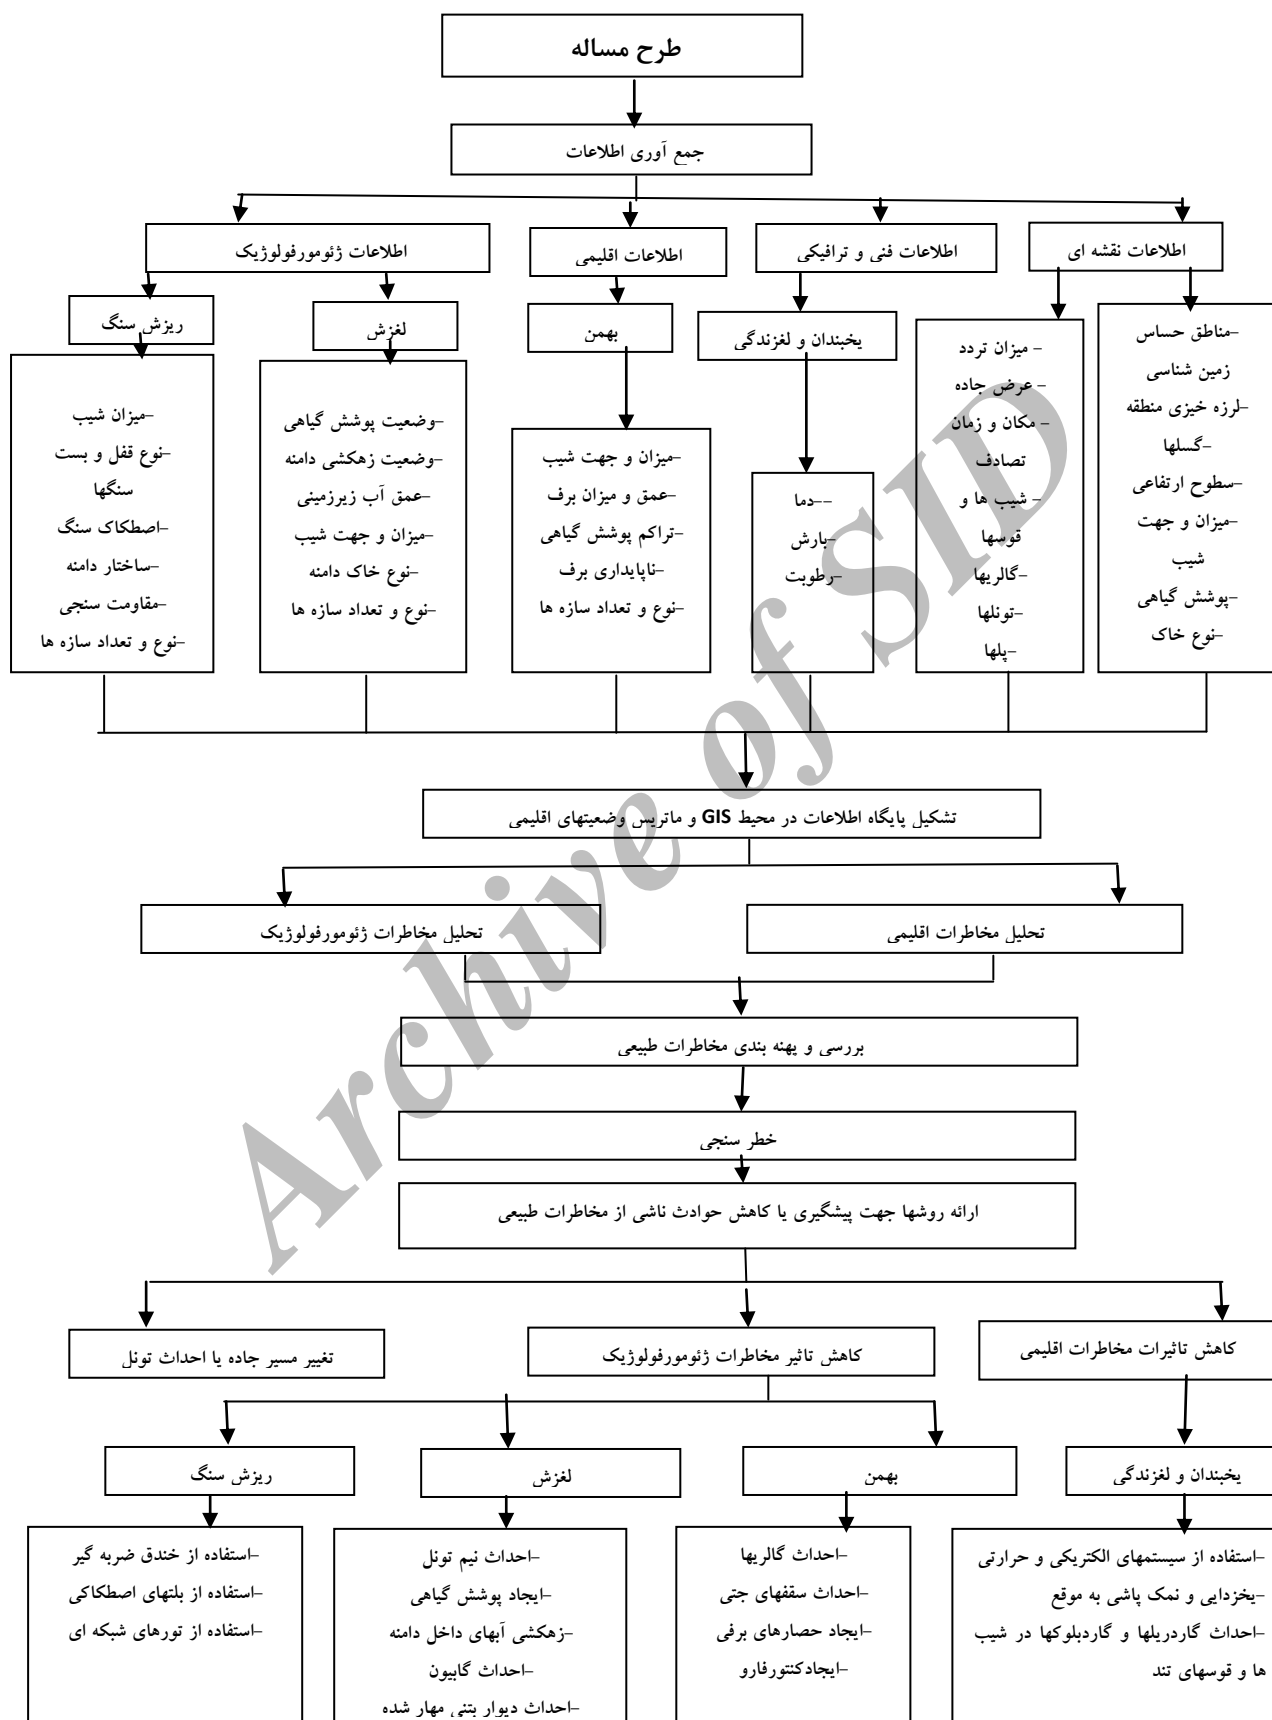 طرح مساله
جمع آوری اطلاعات
اطلاعات نقشه ای
اطلاعات فنی و ترافیکی
اطلاعات اقلیمی
اطلاعات ژئومورفولوژیک
یخبندان و لغزندگی
بهمن
لغزش
ریزش سنگ
-مناطق حساس
زمین شناسی
-لرزه خیزی منطقه
-گسلها
-سطوح ارتفاعی
-میزان و جهت
شیب
-پوشش گیاهی
-نوع خاک
- میزان تردد
- عرض جاده
- مکان و زمان
تصادف
- شیب ها و
قوسها
-گالریها
-تونلها
-پلها
--دما
-بارش
-رطوبت
-میزان و جهت شیب
-عمق و میزان برف
-تراکم پوشش گیاهی
-ناپایداری برف
-نوع و تعداد سازه ها
-وضعیت پوشش گیاهی
-وضعیت زهکشی دامنه
-عمق آب زیرزمینی
-میزان و جهت شیب
-نوع خاک دامنه
-نوع و تعداد سازه ها
-میزان شیب
-نوع قفل و بست
سنگها
-اصطکاک سنگ
-ساختار دامنه
-مقاومت سنجی
-نوع و تعداد سازه ها
تشکیل پایگاه اطلاعات در محیط GIS و ماتریس وضعیتهای اقلیمی
تحلیل مخاطرات اقلیمی
تحلیل مخاطرات ژئومورفولوژیک
بررسی و پهنه بندی مخاطرات طبیعی
خطر سنجی
ارائه روشها جهت پیشگیری یا کاهش حوادث ناشی از مخاطرات طبیعی
کاهش تاثیرات مخاطرات اقلیمی
کاهش تاثیر مخاطرات ژئومورفولوژیک
تغییر مسیر جاده یا احداث تونل
یخبندان و لغزندگی
بهمن
لغزش
ریزش سنگ
-استفاده از سیستمهای الکتریکی و حرارتی
-یخزدایی و نمک پاشی به موقع
-احداث گاردریلها و گاردبلوکها در شیب
ها و قوسهای تند
-احداث گالریها
-احداث سقفهای جتی
-ایجاد حصارهای برفی
-ایجادکنتورفارو
-احداث نیم تونل
-ایجاد پوشش گیاهی
-زهکشی آبهای داخل دامنه
-احداث گابیون
-احداث دیوار بتنی مهار شده
-استفاده از خندق ضربه گیر
-استفاده از بلتهای اصطکاکی
-استفاده از تورهای شبکه ای
Archive of SID